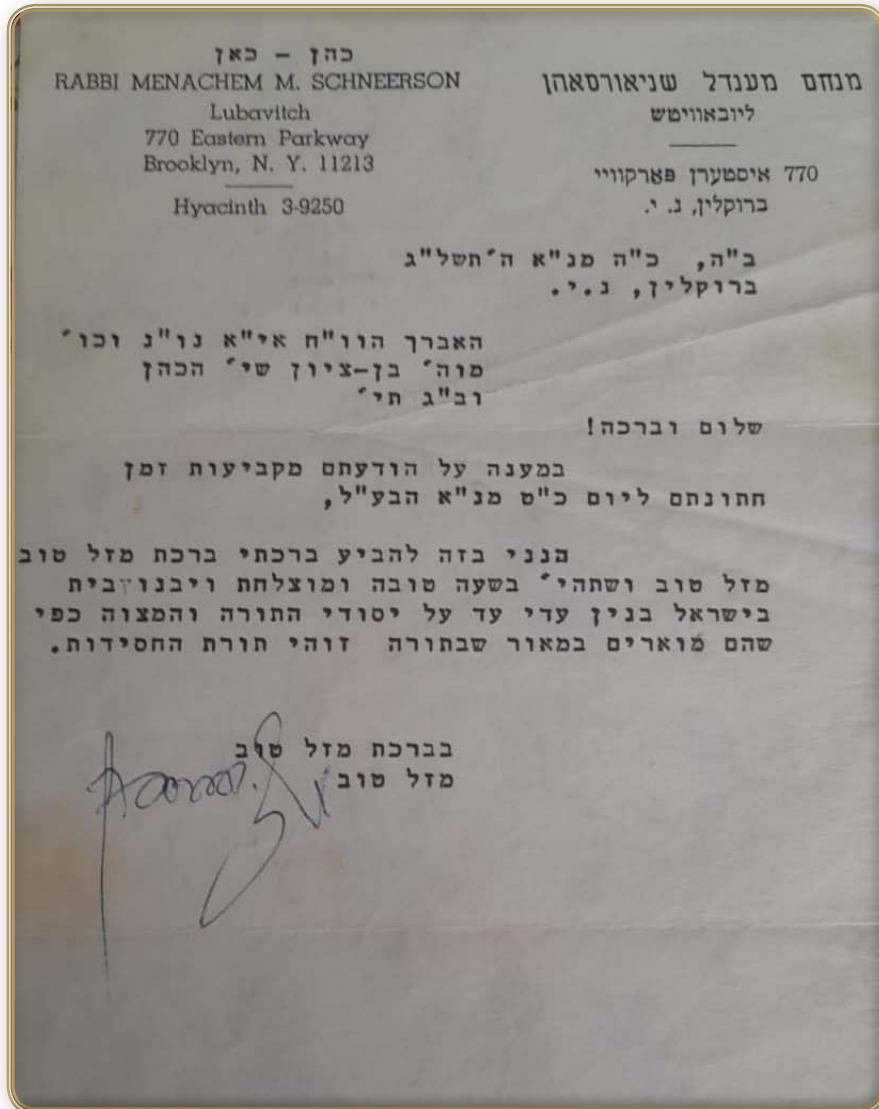 כהן - כאן
RABBI MENACHEM M. SCHNEERSON
Lubavitch
770 Eastern Parkway
Brooklyn, N. Y. 11213
Hyacinth 3-9250
מנחם מענדל שניאורסאהן
ליובאוויטש
770 איסטערן פארקוויי
ברוקלין, נ. י.
ב"ה, כ"ה מנ"א ה'תשל"ג
ברוקלין, נ.י.
האברך הוו"ח אי"א נו"נ וכו'
מוה' בן-ציון שי' הכהן
וב"ג תי'
שלום וברכה!
במענה על הודעתם מקביעות זמן
חתונתם ליום כ"ט מנ"א הבע"ל,
הנני בזה להביע ברכתי ברכת מזל טוב
מזל טוב ושתהי' בשעה טובה ומוצלחת ויבנו בית
בישראל בנין עדי עד על יסודי התורה והמצוה כפי
שהם מוארים במאור שבתורה זוהי תורת החסידות.
בברכת מזל טוב
מזל טוב